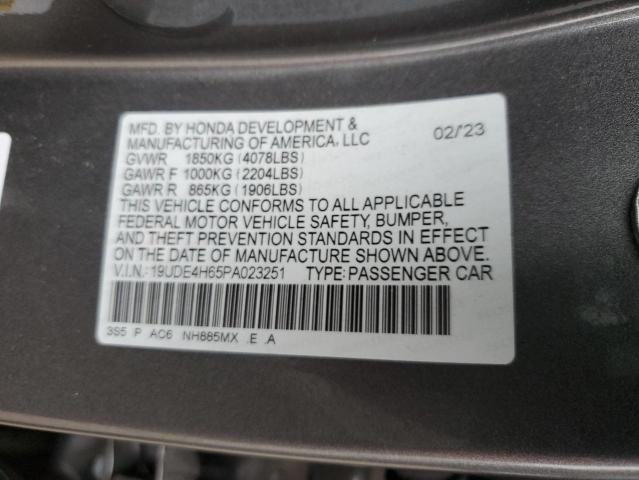 MFD. BY HONDA DEVELOPMENT & 02/'23
MANUFACTURING OF AMERICA, LLC
GVWR 1850KG (4078LBS)
GAWR F 1000KG (2204LBS)
GAWR R 865KG (1906LBS)
THIS VEHICLE CONFORMS TO ALL APPLICABLE
FEDERAL MOTOR VEHICLE SAFETY, BUMPER,
AND THEFT PREVENTION STANDARDS IN EFFECT
ON THE DATE OF MANUFACTURE SHOWN ABOVE.
V.I.N.: 19UDE4H65PA023251 TYPE: PASSENGER CAR
3S5 P AC6 NH885MX .E .A